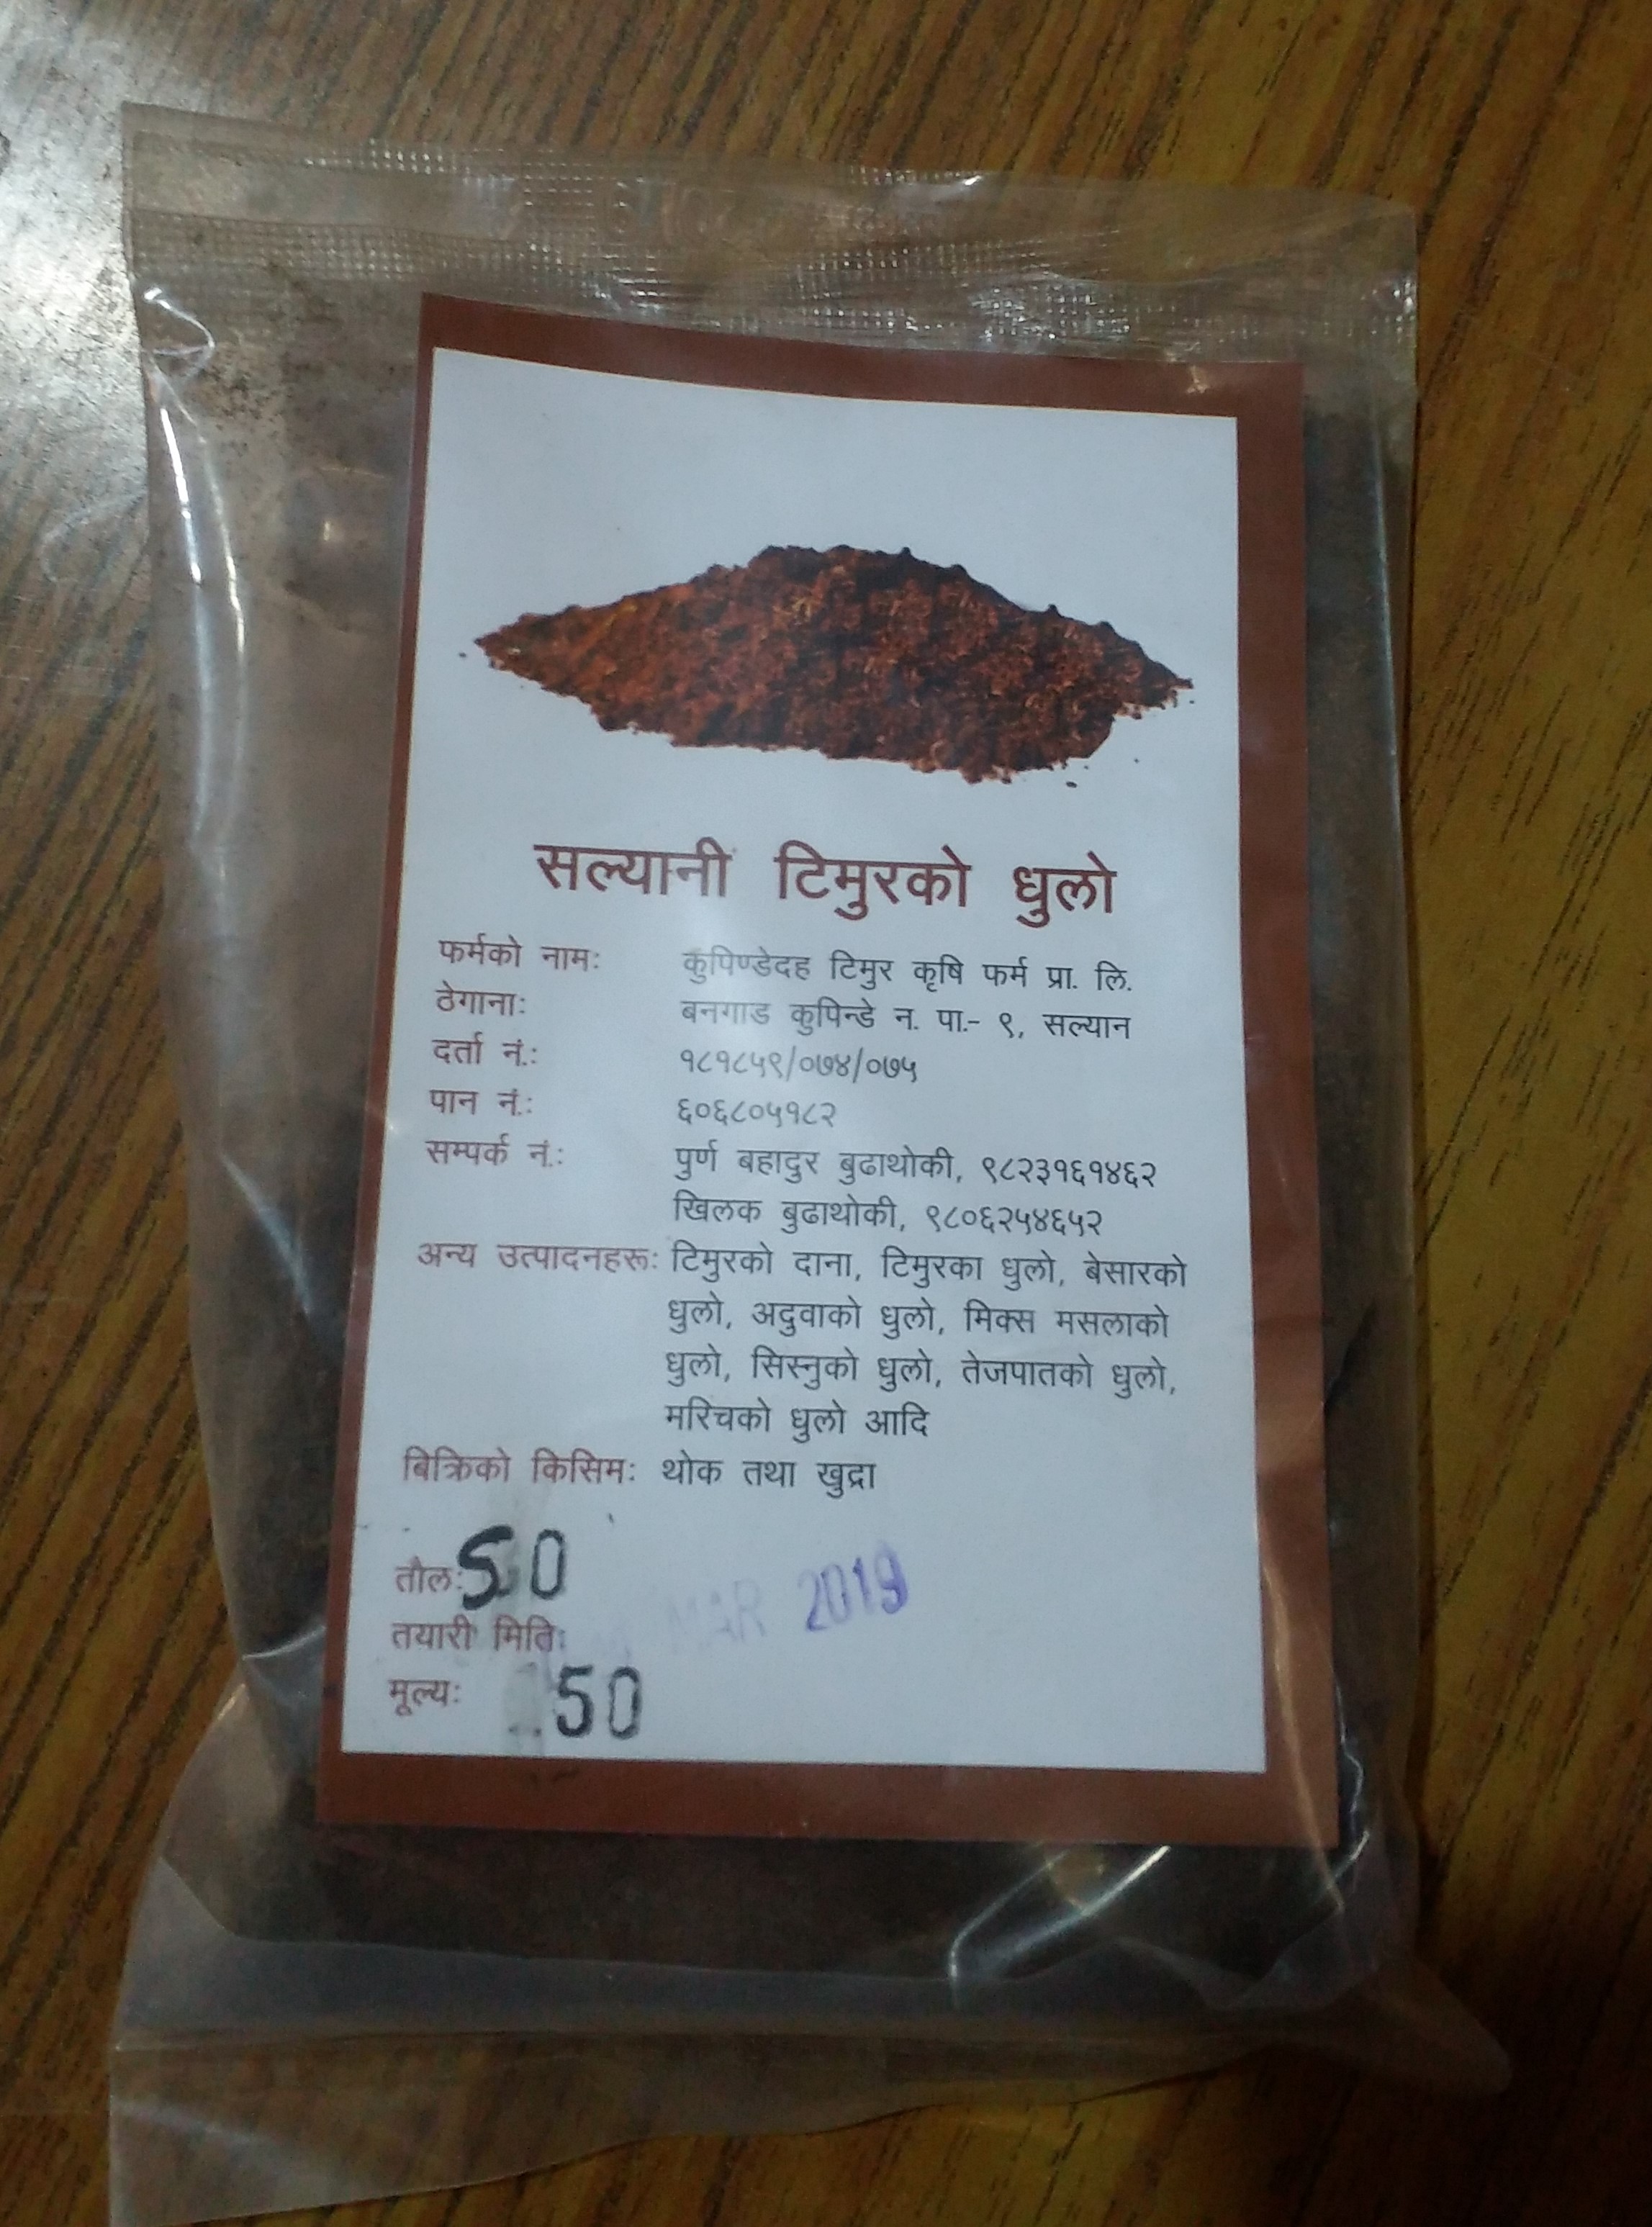 सल्यानी टिमुरको धुलो
फर्मको नाम: कुपिण्डेदह टिमुर कृषि फर्म प्रा. लि.
ठेगाना: बनगाड कुपिन्डे न. पा.- ९, सल्यान
दर्ता नं.: १८१८५९/०७४/०७५
पान नं.: ६०६८०५१८२
सम्पर्क नं.: पुर्ण बहादुर बुढाथोकी, ९८२३१६१४६२
खिलक बुढाथोकी, ९८०६२५४६५२
अन्य उत्पादनहरू: टिमुरको दाना, टिमुरका धुलो, बेसारको
धुलो, अदुवाको धुलो, मिक्स मसलाको
धुलो, सिस्नुको धुलो, तेजपातको धुलो,
मरिचको धुलो आदि
बिक्रिको किसिम: थोक तथा खुद्रा
तौल: 50
तयारी मिति: MAR 2019
मूल्य: 50